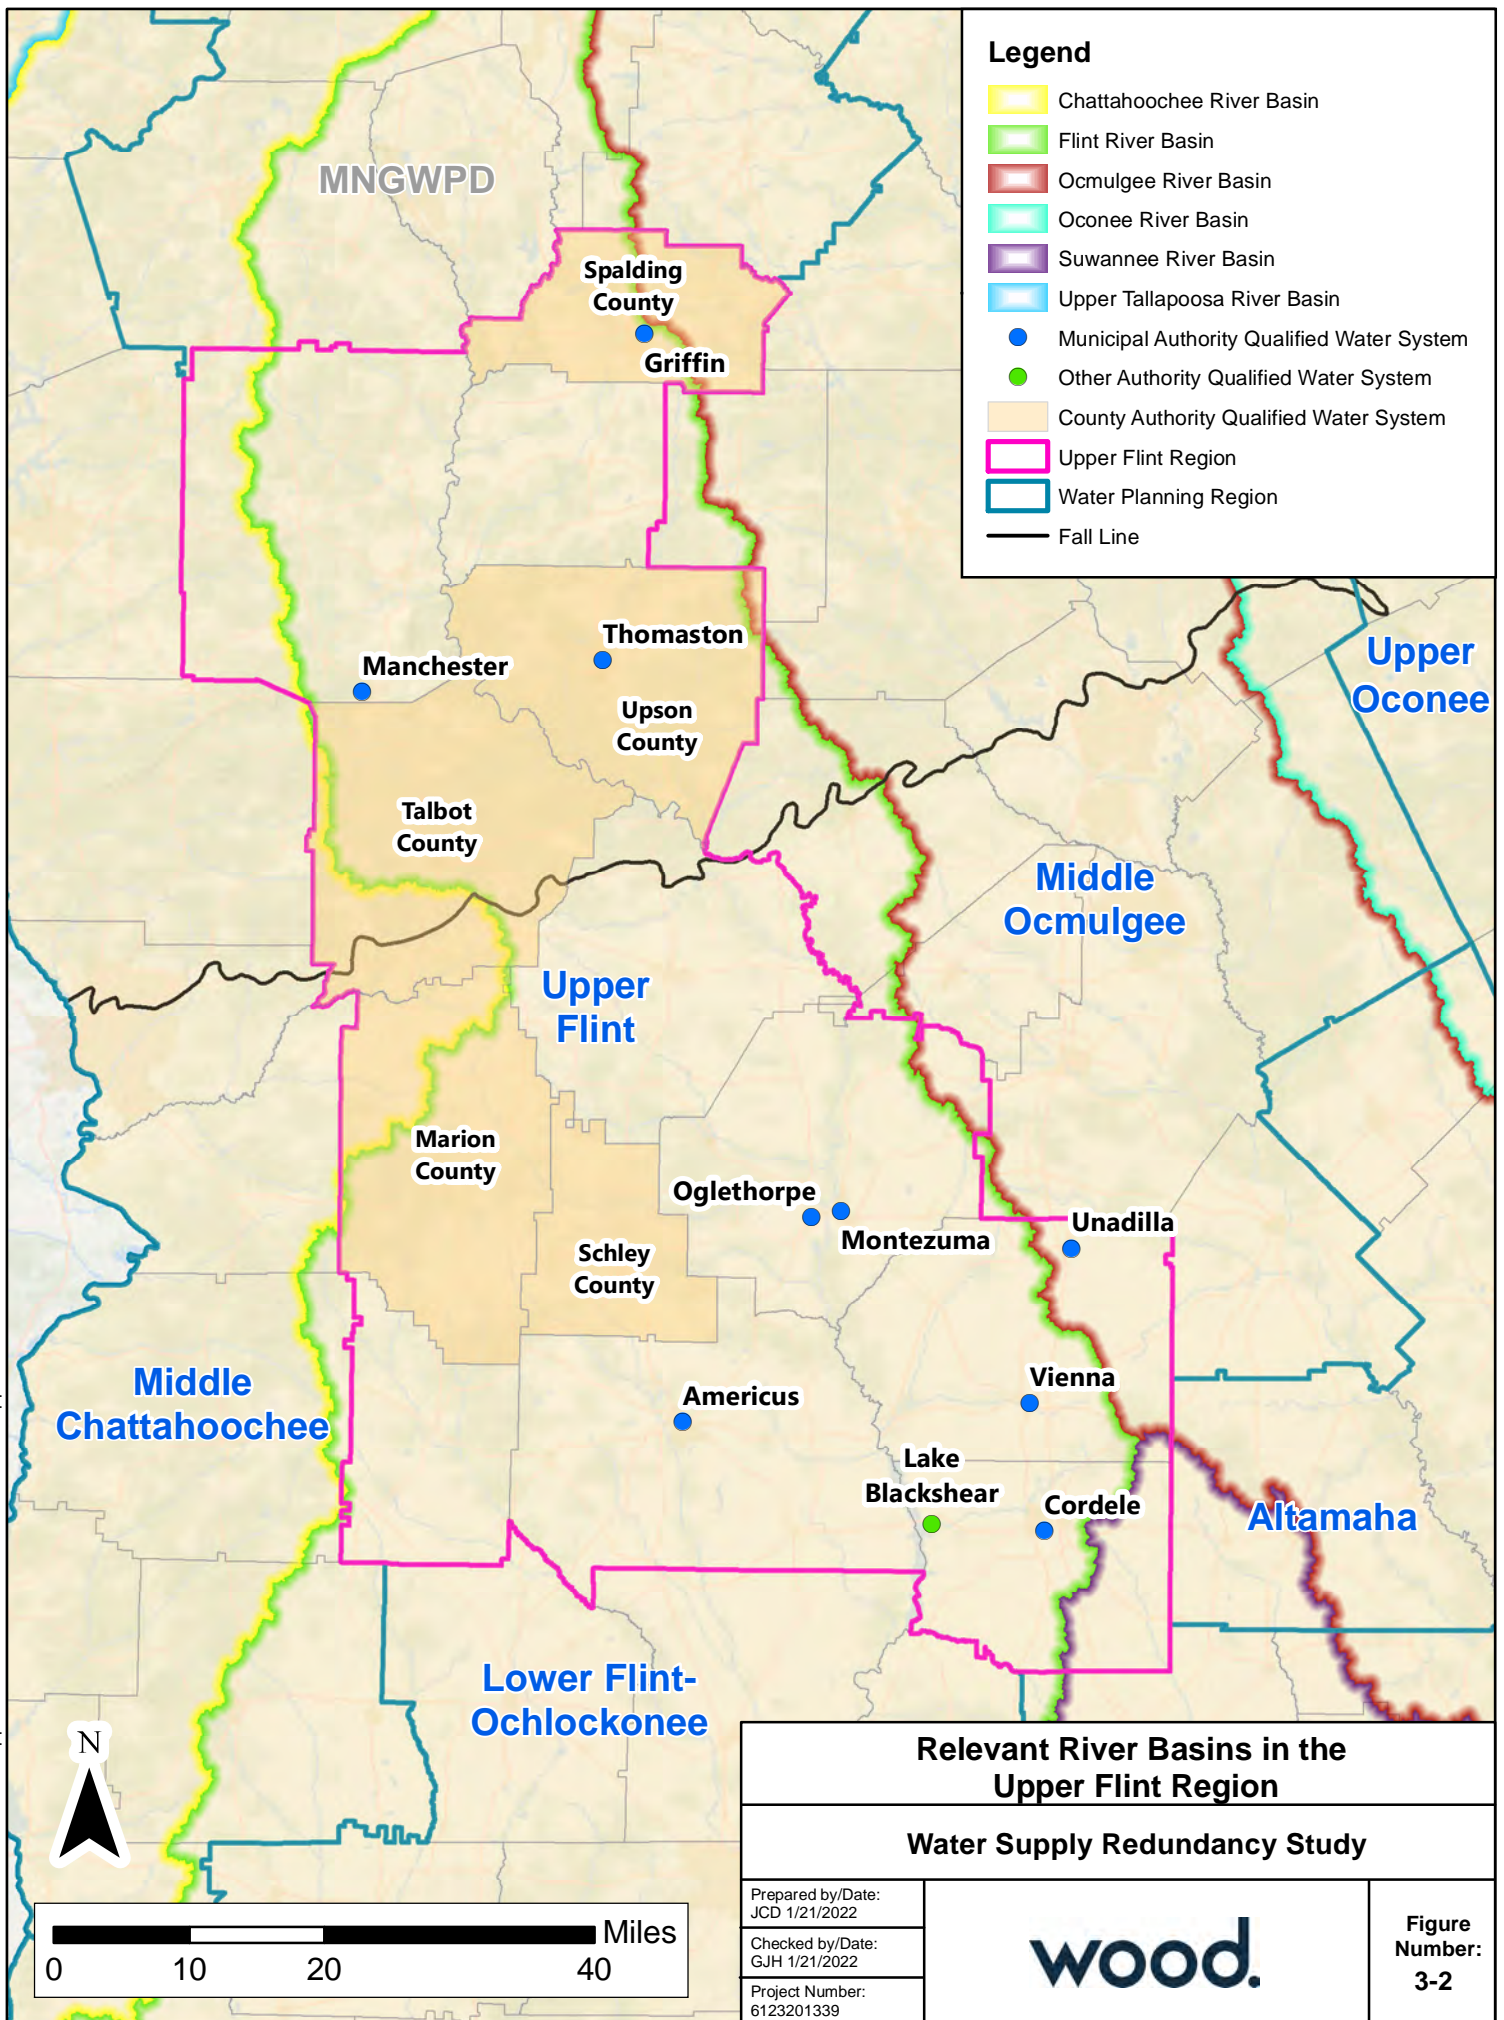 Legend
Chattahoochee River Basin
Flint River Basin
Ocmulgee River Basin
Oconee River Basin
Suwannee River Basin
Upper Tallapoosa River Basin
Municipal Authority Qualified Water System
Other Authority Qualified Water System
County Authority Qualified Water System
Upper Flint Region
Water Planning Region
Fall Line
MNGWPD
Spalding
County
Griffin
Thomaston
Manchester
Upson
County
Upper
Oconee
Talbot
County
Middle
Ocmulgee
Upper
Flint
Marion
County
Oglethorpe
Montezuma
Unadilla
Schley
County
Middle
Chattahoochee
Americus
Vienna
Lake
Blackshear
Cordele
Altamaha
Lower Flint-
Ochlockonee
N
Miles
0 10 20 40
Relevant River Basins in the
Upper Flint Region
Water Supply Redundancy Study
Prepared by/Date:
JCD 1/21/2022
Checked by/Date:
GJH 1/21/2022
Project Number:
6123201339
wood.
Figure
Number:
3-2